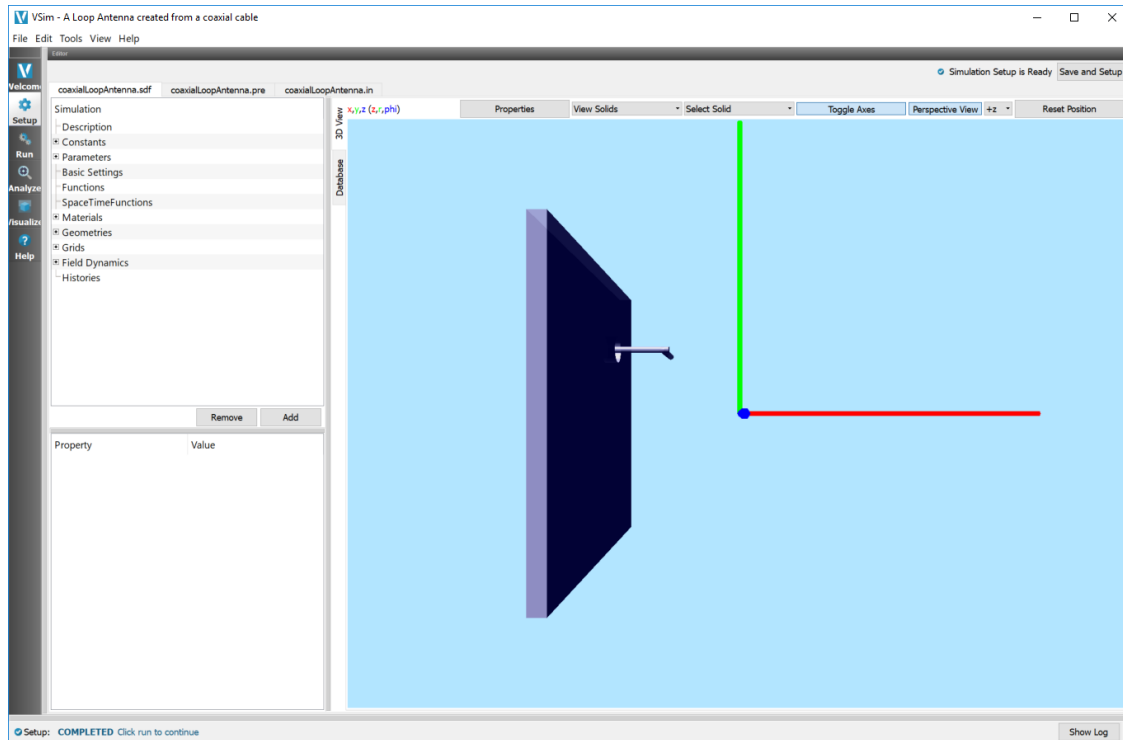 VSim - A Loop Antenna created from a coaxial cable
File Edit Tools View Help
Editor
Welcome
Simulation Setup is Ready Save and Setup
coaxialLoopAntenna.sdf coaxialLoopAntenna.pre coaxialLoopAntenna.in
Setup
Run
Analyze
Visualize
Help
Simulation
Description
Constants
Parameters
Basic Settings
Functions
SpaceTimeFunctions
Materials
Geometries
Grids
Field Dynamics
Histories
Remove Add
Property Value
3D View
Database
x,y,z (z,r,phi) Properties View Solids Select Solid Toggle Axes Perspective View +z Reset Position
Setup: COMPLETED Click run to continue
Show Log